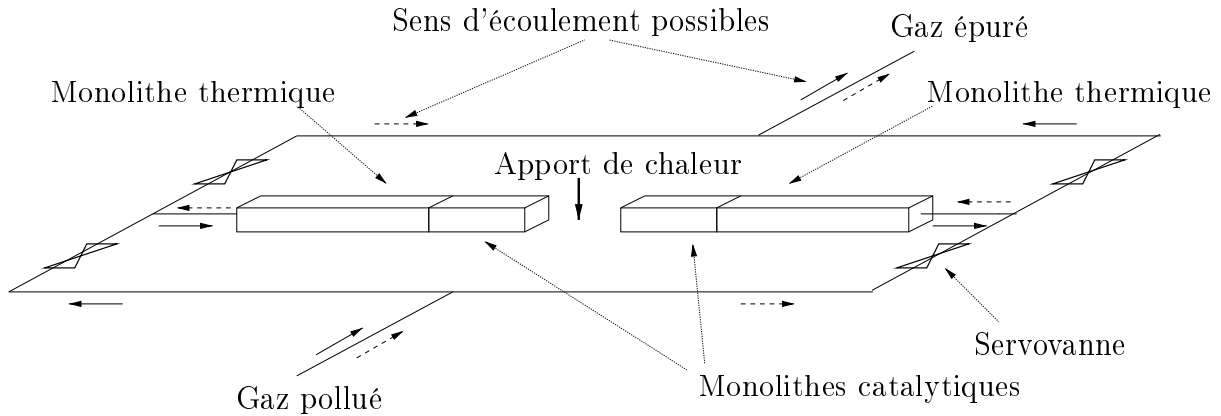 Sens d'écoulement possibles
Gaz épuré
Monolithe thermique
Monolithe thermique
Apport de chaleur
Servovanne
Monolithes catalytiques
Gaz pollué